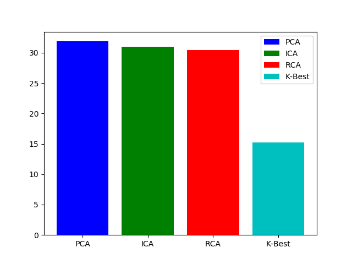 30
25
20
15
10
5
0
PCA
ICA
RCA
K-Best
PCA ICA RCA K-Best